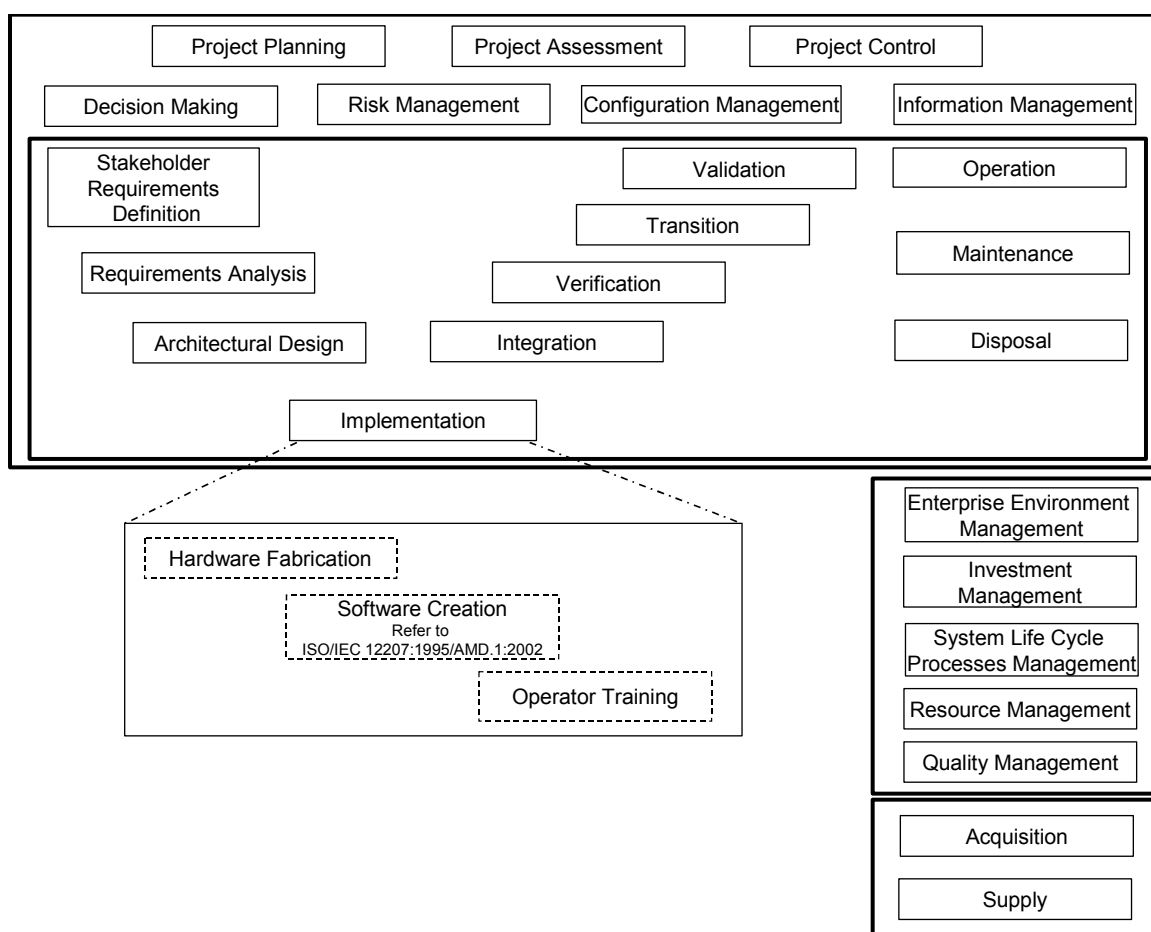 Project Planning
Project Assessment
Project Control
Decision Making
Risk Management
Configuration Management
Information Management
Stakeholder
Requirements
Definition
Validation
Operation
Transition
Requirements Analysis
Verification
Maintenance
Architectural Design
Integration
Disposal
Implementation
Hardware Fabrication
Software Creation
Refer to
ISO/IEC 12207:1995/AMD.1:2002
Operator Training
Enterprise Environment
Management
Investment
Management
System Life Cycle
Processes Management
Resource Management
Quality Management
Acquisition
Supply